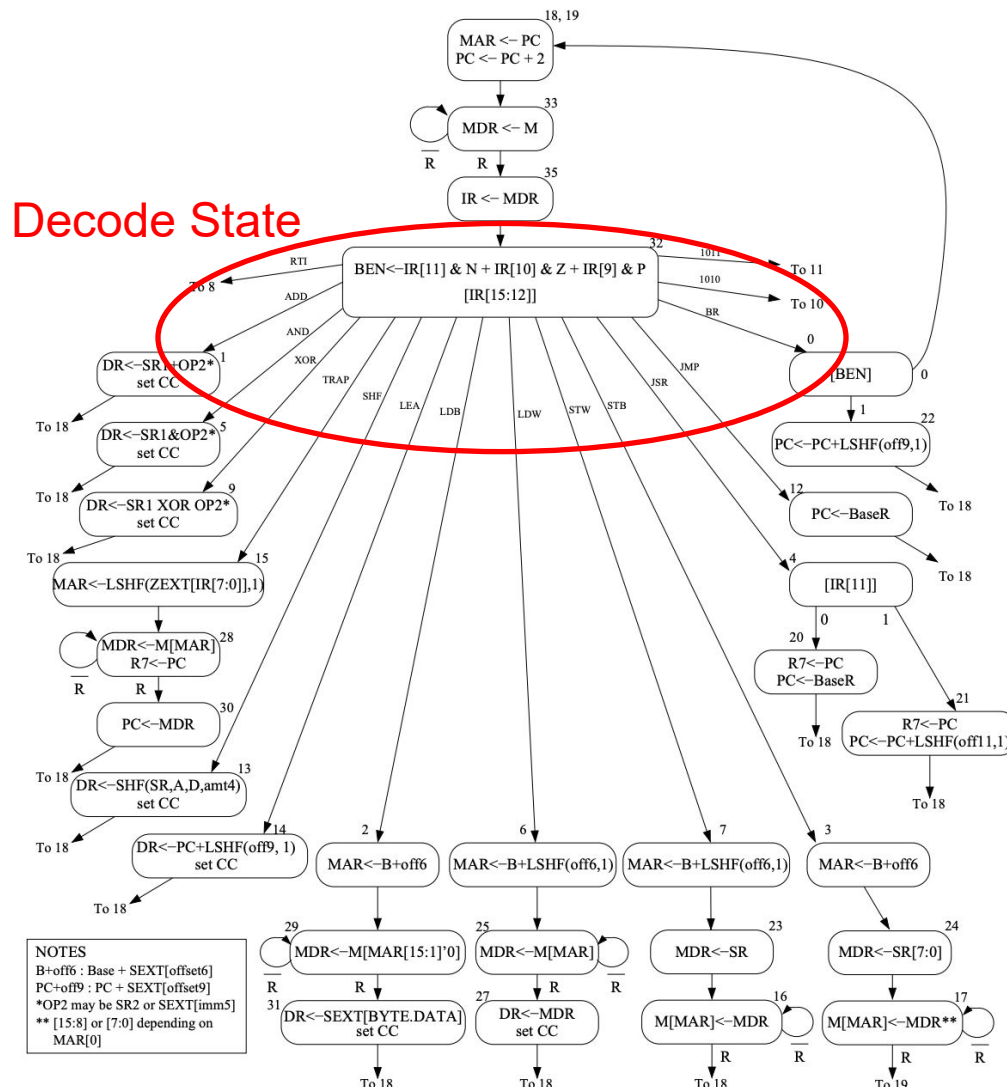 18, 19
MAR <- PC
PC <- PC + 2
33
MDR <- M
R
R
35
IR <- MDR
Decode State
32
BEN<-IR[11] & N + IR[10] & Z + IR[9] & P
[IR[15:12]]
RTI
To 8
1011
To 11
1010
To 10
ADD
AND
XOR
TRAP
SHF
LEA
LDB
LDW
STW
STB
JSR
JMP
BR
1
DR<-SR1+OP2*
set CC
To 18
0
[BEN]
0
1
5
DR<-SR1&OP2*
set CC
To 18
22
PC<-PC+LSHF(off9,1)
To 18
9
DR<-SR1 XOR OP2*
set CC
To 18
12
PC<-BaseR
To 18
15
MAR<-LSHF(ZEXT[IR[7:0]],1)
4
[IR[11]]
0
1
28
MDR<-M[MAR]
R7<-PC
R
R
20
R7<-PC
PC<-BaseR
To 18
30
PC<-MDR
To 18
21
R7<-PC
PC<-PC+LSHF(off11,1)
To 18
13
DR<-SHF(SR,A,D,amt4)
set CC
To 18
14
DR<-PC+LSHF(off9, 1)
set CC
To 18
2
MAR<-B+off6
6
MAR<-B+LSHF(off6,1)
7
MAR<-B+LSHF(off6,1)
3
MAR<-B+off6
29
MDR<-M[MAR[15:1]'0]
R
R
25
MDR<-M[MAR]
R
R
23
MDR<-SR
24
MDR<-SR[7:0]
31
DR<-SEXT[BYTE.DATA]
set CC
To 18
27
DR<-MDR
set CC
To 18
16
M[MAR]<-MDR
R
R
To 18
17
M[MAR]<-MDR**
R
R
To 19
NOTES
B+off6 : Base + SEXT[offset6]
PC+off9 : PC + SEXT[offset9]
*OP2 may be SR2 or SEXT[imm5]
** [15:8] or [7:0] depending on
MAR[0]